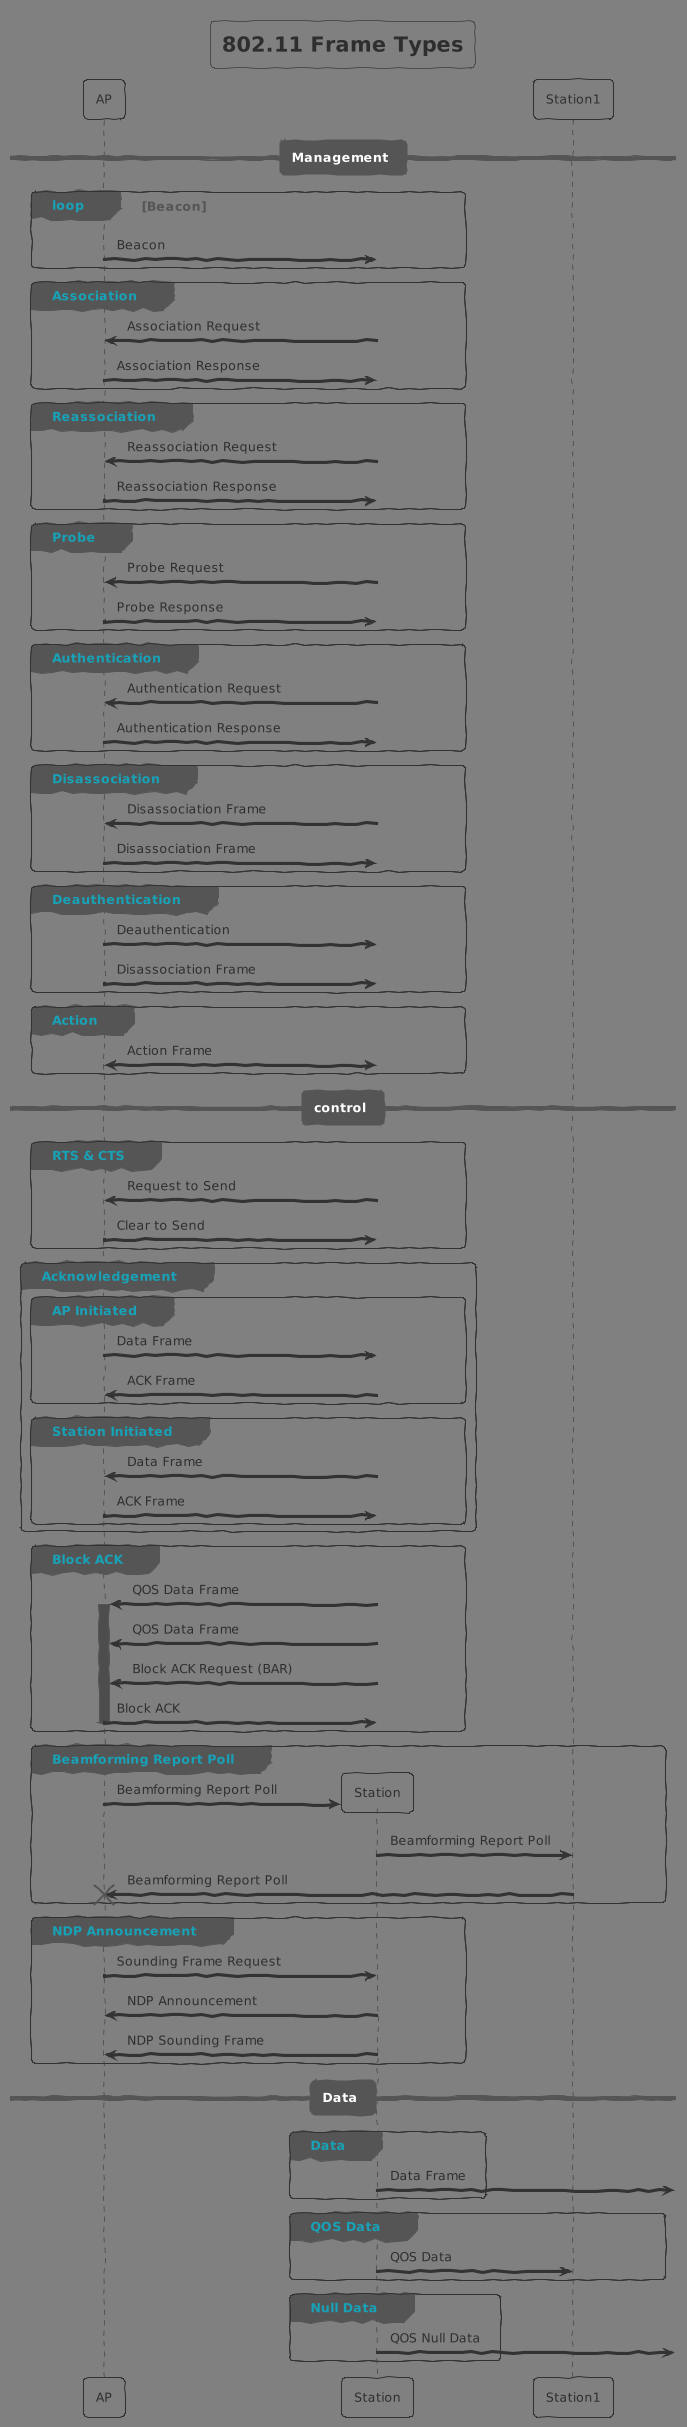 802.11 Frame Types
AP
Station1
Management
loop [Beacon]
Beacon
Association
Association Request
Association Response
Reassociation
Reassociation Request
Reassociation Response
Probe
Probe Request
Probe Response
Authentication
Authentication Request
Authentication Response
Disassociation
Disassociation Frame
Disassociation Frame
Deauthentication
Deauthentication
Disassociation Frame
Action
Action Frame
control
RTS & CTS
Request to Send
Clear to Send
Acknowledgement
AP Initiated
Data Frame
ACK Frame
Station Initiated
Data Frame
ACK Frame
Block ACK
QOS Data Frame
QOS Data Frame
Block ACK Request (BAR)
Block ACK
Beamforming Report Poll
Beamforming Report Poll
Station
Beamforming Report Poll
Beamforming Report Poll
NDP Announcement
Sounding Frame Request
NDP Announcement
NDP Sounding Frame
Data
Data
Data Frame
QOS Data
QOS Data
Null Data
QOS Null Data
AP
Station
Station1